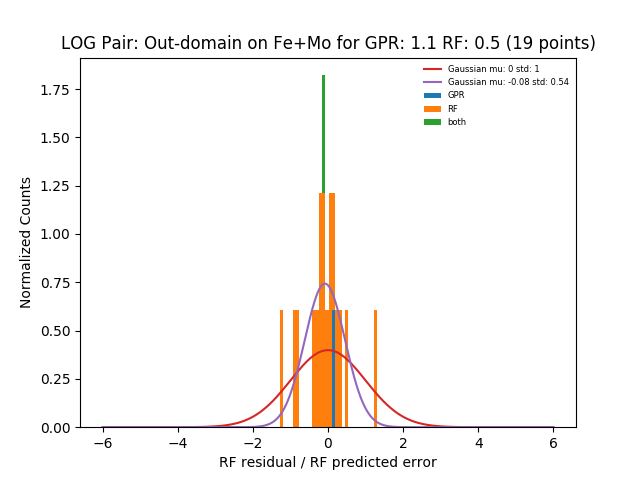 LOG Pair: Out-domain on Fe+Mo for GPR: 1.1 RF: 0.5 (19 points)
Gaussian mu: 0 std: 1
Gaussian mu: -0.08 std: 0.54
GPR
RF
both
Normalized Counts
1.75
1.50
1.25
1.00
0.75
0.50
0.25
0.00
−6 −4 −2 0 2 4 6
RF residual / RF predicted error